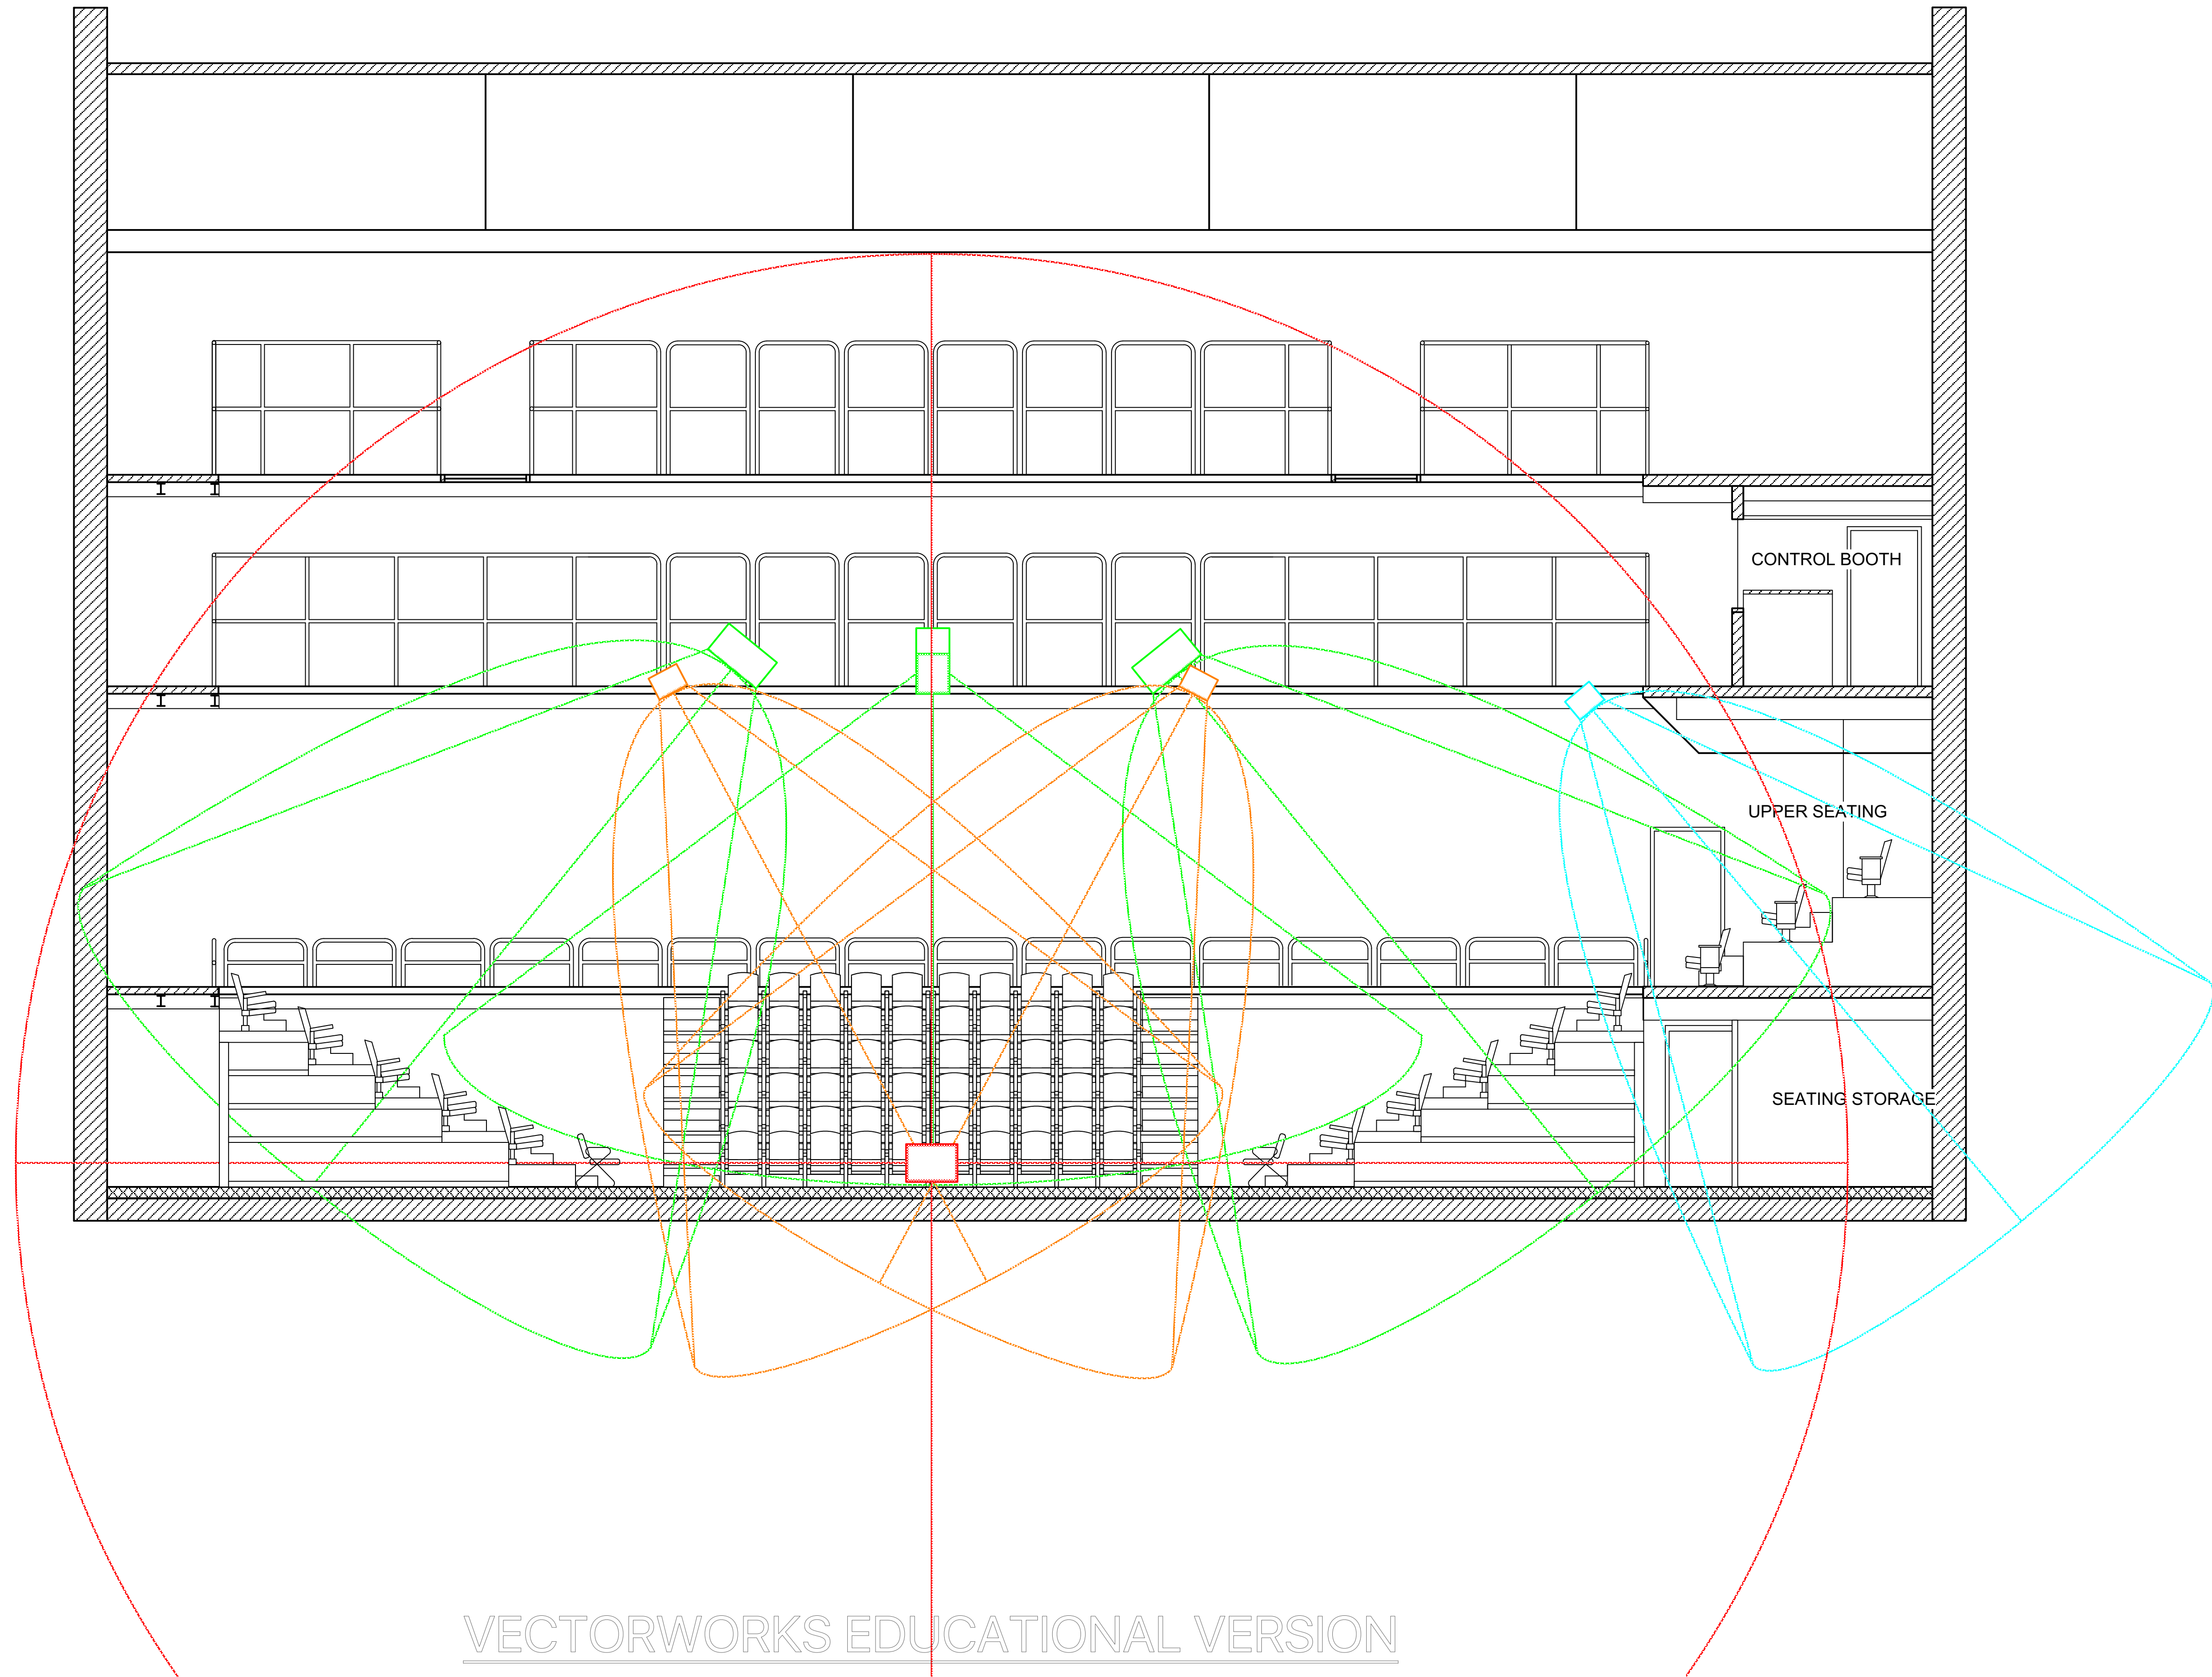 CONTROL BOOTH
UPPER SEATING
SEATING STORAGE
VECTORWORKS EDUCATIONAL VERSION